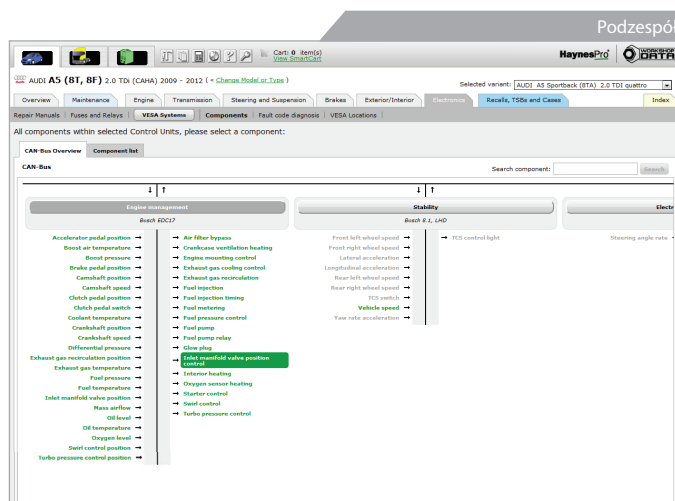 Podzespół
Cart: 0 item(s)
View SmartCart
HaynesPro
WORKSHOP
DATA
AUDI A5 (8T, 8F) 2.0 TDi (CAHA) 2009 - 2012 ( « Change Model or Type )
Selected variant: AUDI A5 Sportback (8TA) 2.0 TDI quattro
Overview Maintenance Engine Transmission Steering and Suspension Brakes Exterior/Interior Electronics Recalls, TSBs and Cases Index
Repair Manuals | Fuses and Relays | VESA Systems | Components | Fault code diagnosis | VESA Locations |
All components within selected Control Units, please select a component:
CAN-Bus Overview Component list
CAN-Bus
Search component: Search
↓ ↑ ↓ ↑
Engine management Stability Electr
Bosch EDC17 Bosch 8.1, LHD
Accelerator pedal position → → Air filter bypass Front left wheel speed → → TCS control light Steering angle rate
Boost air temperature → → Crankcase ventilation heating Front right wheel speed →
Boost pressure → → Engine mounting control Lateral acceleration →
Brake pedal position → → Exhaust gas cooling control Longitudinal acceleration →
Camshaft position → → Exhaust gas recirculation Rear left wheel speed →
Camshaft speed → → Fuel injection Rear right wheel speed →
Clutch pedal position → → Fuel injection timing TCS switch →
Clutch pedal switch → → Fuel metering Vehicle speed →
Coolant temperature → → Fuel pressure control Yaw rate acceleration →
Crankshaft position → → Fuel pump
Crankshaft speed → → Fuel pump relay
Differential pressure → → Glow plug
Exhaust gas recirculation position → → Inlet manifold valve position
control
Exhaust gas temperature →
Fuel pressure → → Interior heating
Fuel temperature → → Oxygen sensor heating
Inlet manifold valve position → → Starter control
Mass airflow → → Swirl control
Oil level → → Turbo pressure control
Oil temperature →
Oxygen level →
Swirl control position →
Turbo pressure control position →